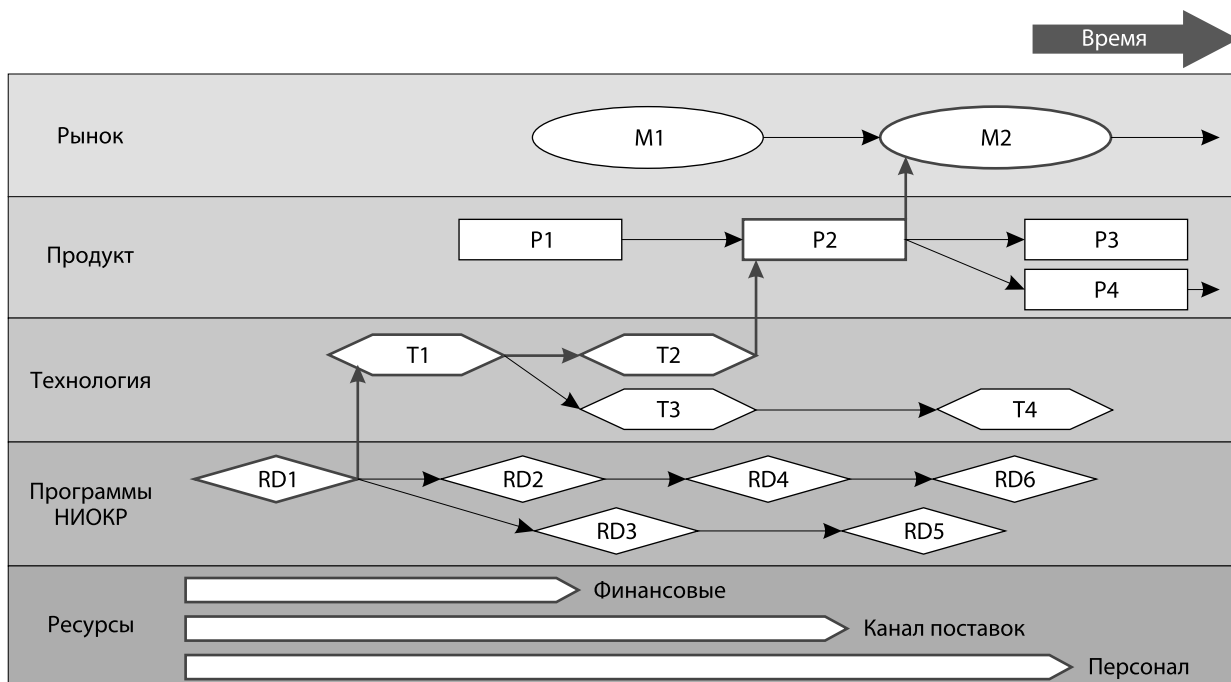 Время
Рынок
M1
M2
Продукт
P1
P2
P3
P4
Технология
T1
T2
T3
T4
Программы
НИОКР
RD1
RD2
RD4
RD6
RD3
RD5
Ресурсы
Финансовые
Канал поставок
Персонал